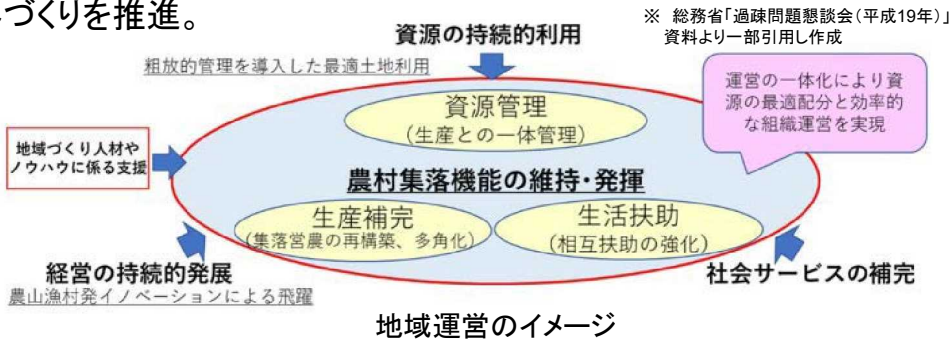 づくりを推進。
※ 総務省「過疎問題懇談会(平成19年)」
資料より一部引用し作成
資源の持続的利用
粗放的管理を導入した最適土地利用
運営の一体化により資
源の最適配分と効率的
な組織運営を実現
資源管理
(生産との一体管理)
地域づくり人材や
ノウハウに係る支援
農村集落機能の維持・発揮
生産補完
(集落営農の再構築、多角化)
生活扶助
(相互扶助の強化)
経営の持続的発展
農山漁村発イノベーションによる飛躍
社会サービスの補完
地域運営のイメージ